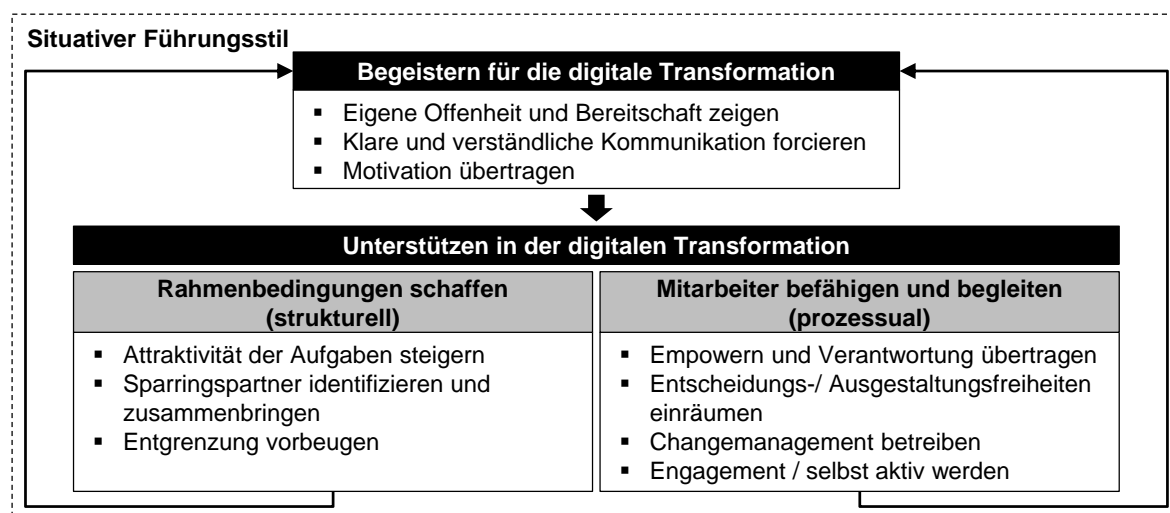 Situativer Führungsstil
Begeistern für die digitale Transformation
▪ Eigene Offenheit und Bereitschaft zeigen
▪ Klare und verständliche Kommunikation forcieren
▪ Motivation übertragen
Unterstützen in der digitalen Transformation
Rahmenbedingungen schaffen
(strukturell)
▪ Attraktivität der Aufgaben steigern
▪ Sparringspartner identifizieren und
zusammenbringen
▪ Entgrenzung vorbeugen
Mitarbeiter befähigen und begleiten
(prozessual)
▪ Empowern und Verantwortung übertragen
▪ Entscheidungs-/ Ausgestaltungsfreiheiten
einräumen
▪ Changemanagement betreiben
▪ Engagement / selbst aktiv werden